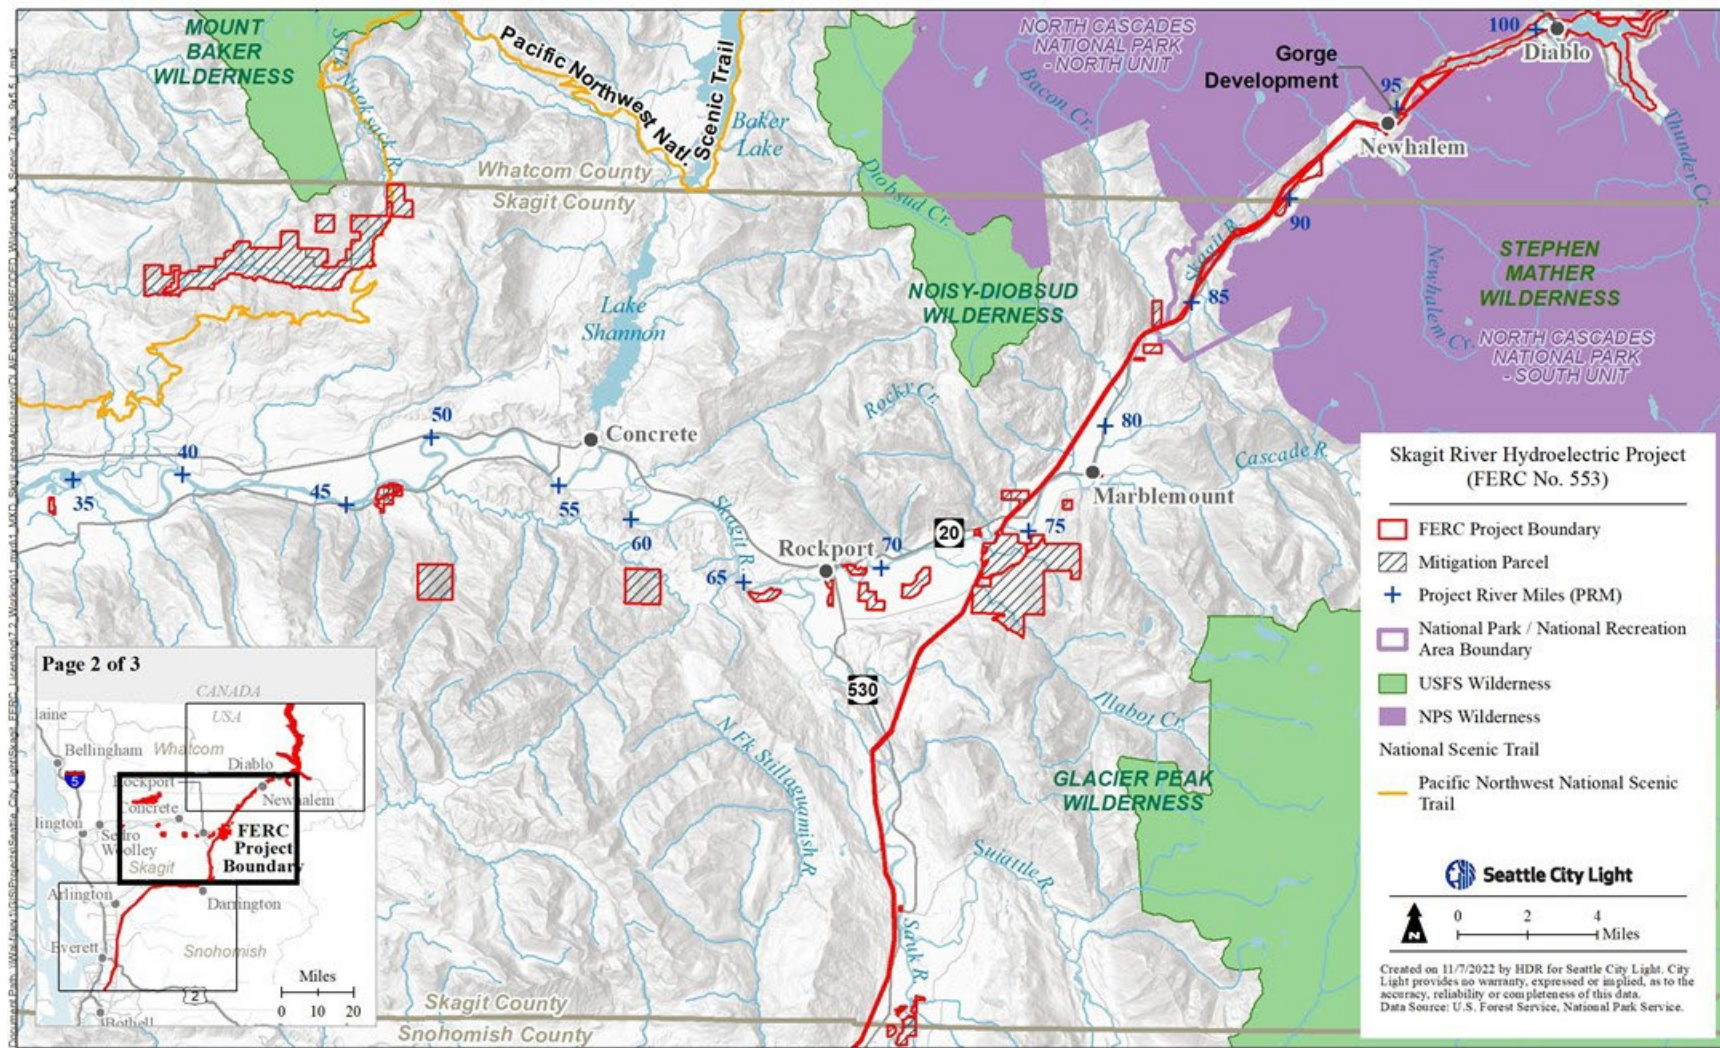 MOUNT
BAKER
WILDERNESS
Pacific Northwest Natl.
Scenic Trail
NORTH CASCADES
NATIONAL PARK
- NORTH UNIT
Gorge
Development
100
Diablo
95
Newhalem
Thunder Cr.
S Fk Nooksack R.
Baker
Lake
Bacon Cr.
Whatcom County
Skagit County
Diobsud Cr.
Skagit R.
90
Newhalem Cr.
STEPHEN
MATHER
WILDERNESS
Lake
Shannon
NOISY-DIOBSUD
WILDERNESS
85
NORTH CASCADES
NATIONAL PARK
- SOUTH UNIT
50
Concrete
Rocky Cr.
80
Cascade R
40
35
45
55
60
Marblemount
Skagit R.
Rockport
70
20
75
65
530
Illabot Cr.
N Fk Stillaguamish R
GLACIER PEAK
WILDERNESS
Suiattle R
Sauk R
Skagit County
Snohomish County
Page 2 of 3
CANADA
USA
laine
Bellingham
Whatcom
Diablo
5
Rockport
Newhalem
Concrete
lington
Sedro
Woolley
FERC
Project
Boundary
Skagit
Arlington
Darrington
Everett
Snohomish
2
Bothell
Miles
0 10 20
Skagit River Hydroelectric Project
(FERC No. 553)
FERC Project Boundary
Mitigation Parcel
Project River Miles (PRM)
National Park / National Recreation
Area Boundary
USFS Wilderness
NPS Wilderness
National Scenic Trail
Pacific Northwest National Scenic
Trail
Seattle City Light
N
0 2 4
Miles
Created on 11/7/2022 by HDR for Seattle City Light. City
Light provides no warranty, expressed or implied, as to the
accuracy, reliability or completeness of this data.
Data Source: U.S. Forest Service, National Park Service.